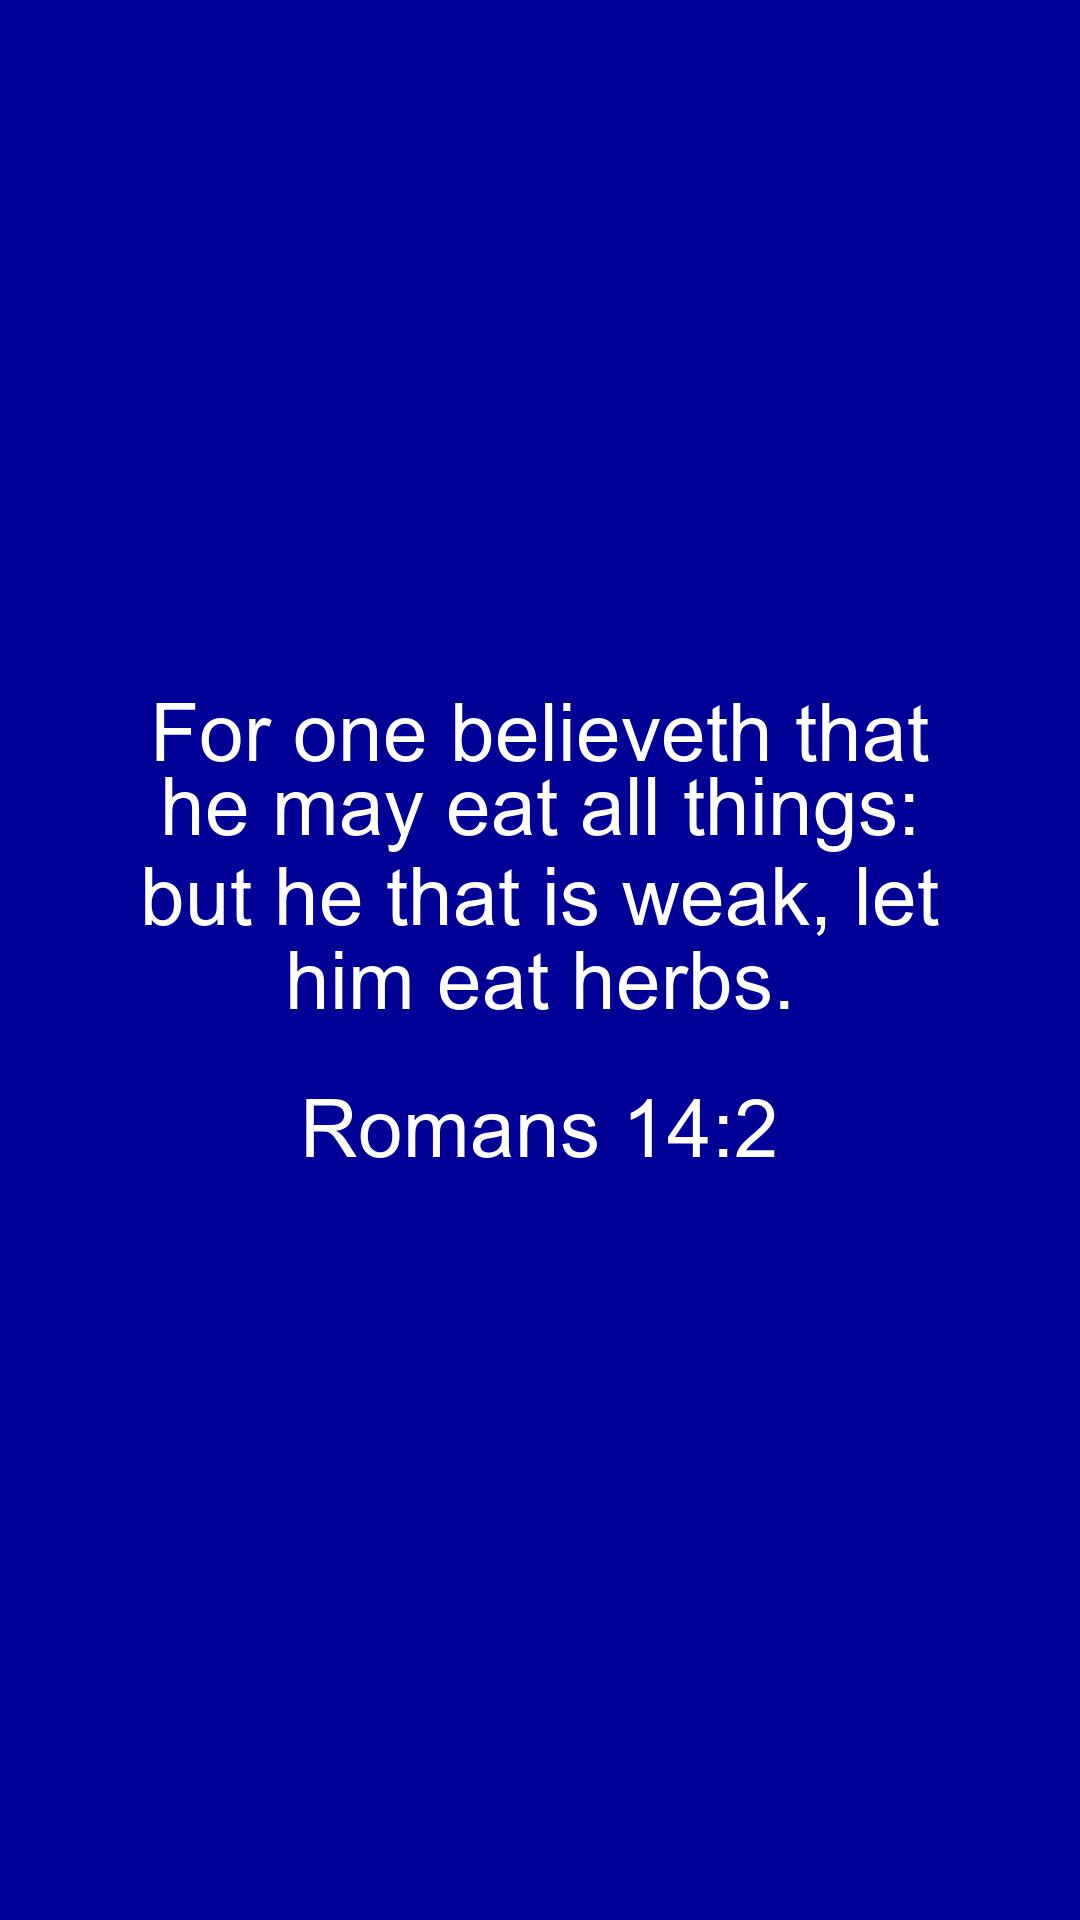 For one believeth that
he may eat all things:
but he that is weak, let
him eat herbs.
Romans 14:2